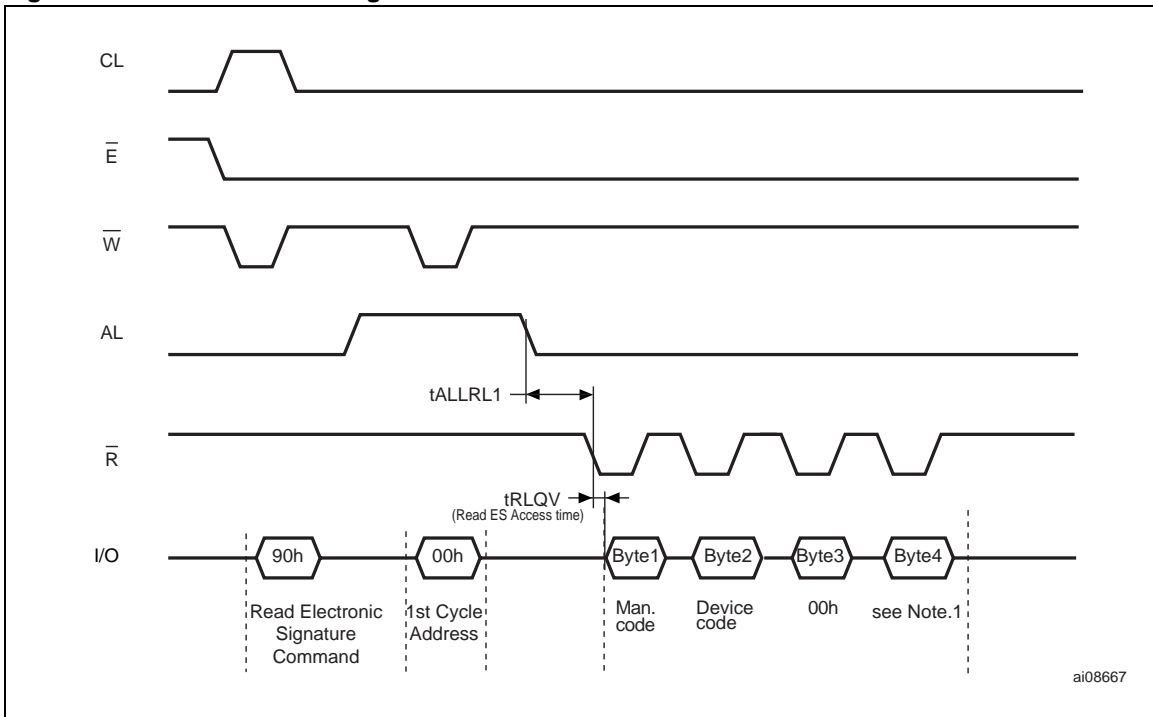 CL
E
W
AL
tALLRL1
R
tRLQV
(Read ES Access time)
I/O
90h
00h
Byte1
Byte2
Byte3
Byte4
Read Electronic
Signature
Command
1st Cycle
Address
Man.
code
Device
code
00h
see Note.1
ai08667